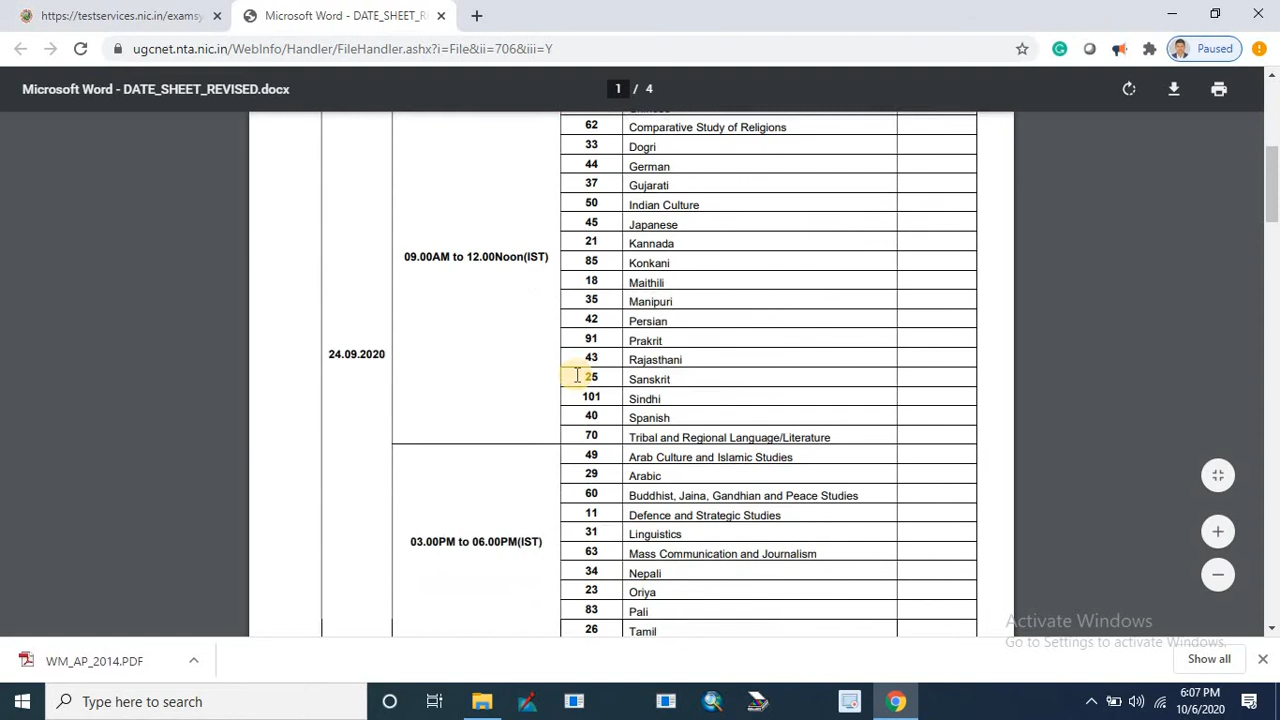 https://testservices.nic.in/examsy
Microsoft Word - DATE_SHEET_RE
ugcnet.nta.nic.in/WebInfo/Handler/FileHandler.ashx?i=File&ii=706&iii=Y
Paused
Microsoft Word - DATE_SHEET_REVISED.docx
1 / 4
62 Comparative Study of Religions
33 Dogri
44 German
37 Gujarati
50 Indian Culture
45 Japanese
21 Kannada
09.00AM to 12.00Noon(IST)
85 Konkani
18 Maithili
35 Manipuri
42 Persian
91 Prakrit
24.09.2020
43 Rajasthani
25 Sanskrit
101 Sindhi
40 Spanish
70 Tribal and Regional Language/Literature
49 Arab Culture and Islamic Studies
29 Arabic
60 Buddhist, Jaina, Gandhian and Peace Studies
11 Defence and Strategic Studies
31 Linguistics
03.00PM to 06.00PM(IST)
63 Mass Communication and Journalism
34 Nepali
23 Oriya
83 Pali
26 Tamil
Activate Windows
Go to Settings to activate Windows.
WM_AP_2014.PDF
Show all
Type here to search
6:07 PM
10/6/2020